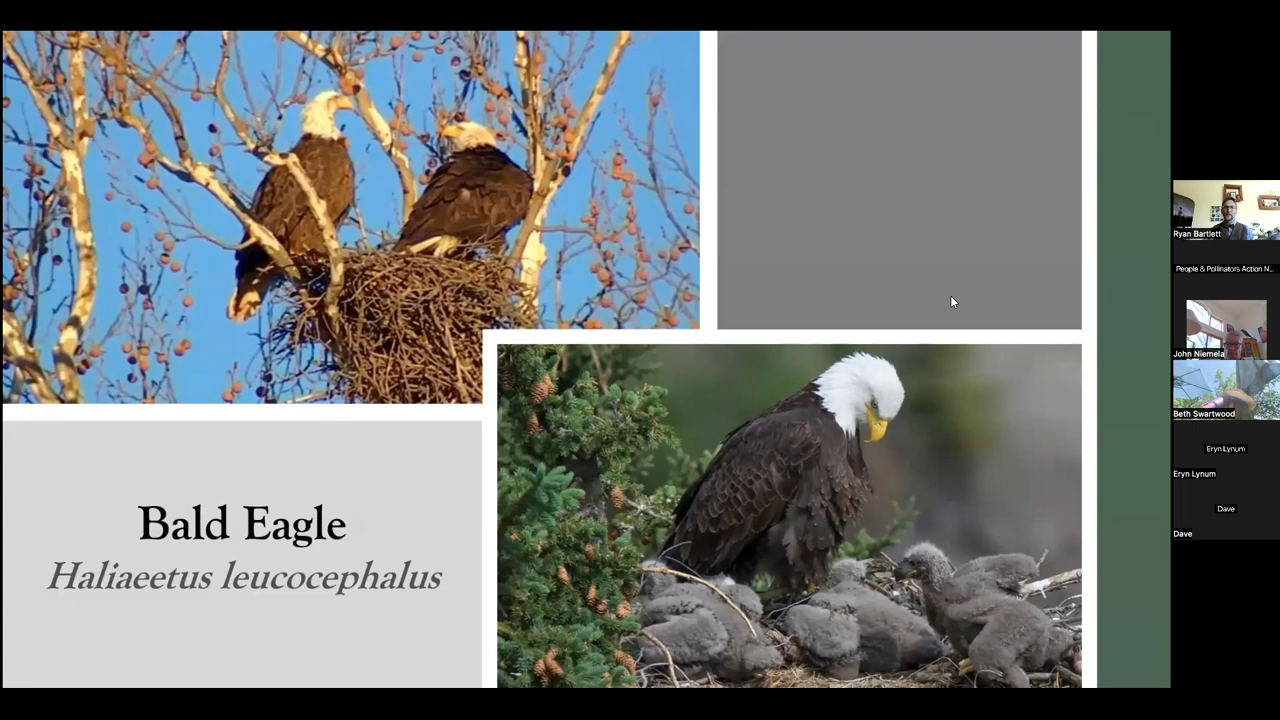 Bald Eagle
Haliaeetus leucocephalus
Ryan Bartlett
People & Pollinators Action N...
John Niemela
Beth Swartwood
Eryn Lynum
Eryn Lynum
Dave
Dave